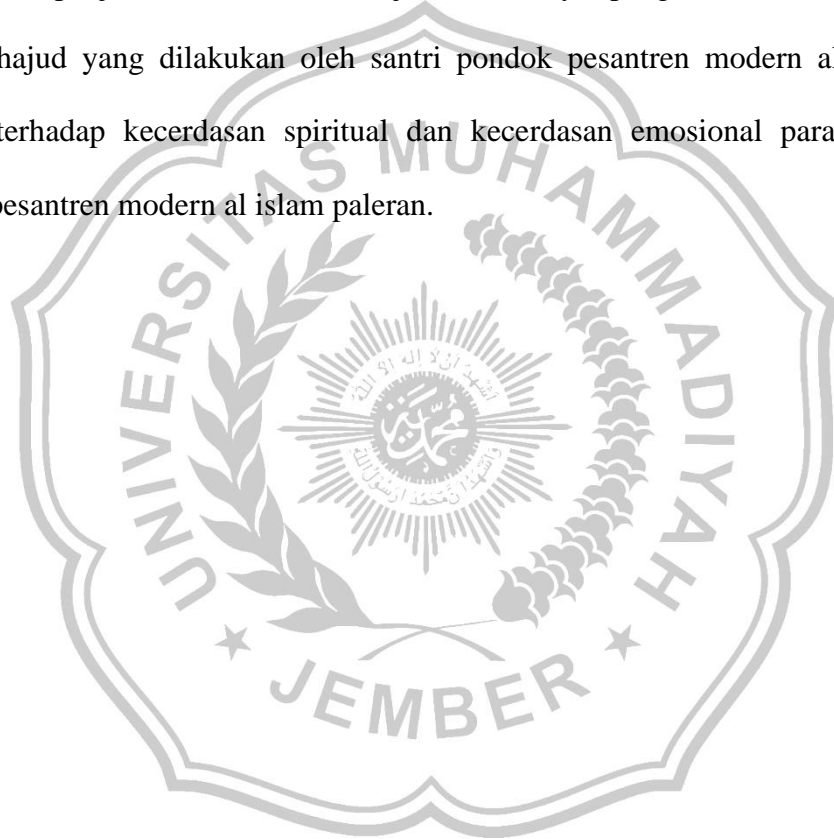 hajud yang dilakukan oleh santri pondok pesantren modern al
terhadap kecerdasan spiritual dan kecerdasan emosional para
pesantren modern al islam paleran.
UNIVERSITAS MUHAMMADIYAH
JEMBER